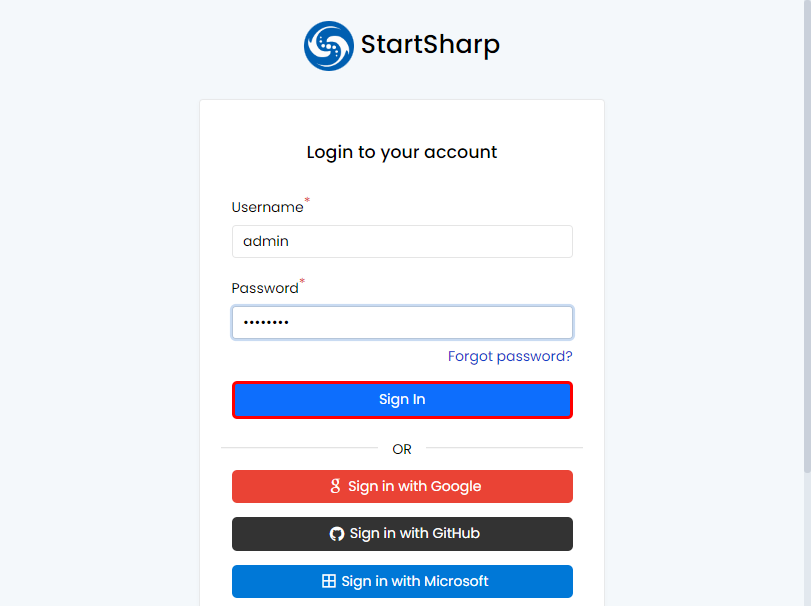 StartSharp
Login to your account
Username*
admin
Password*
••••••••
Forgot password?
Sign In
OR
Sign in with Google
Sign in with GitHub
Sign in with Microsoft